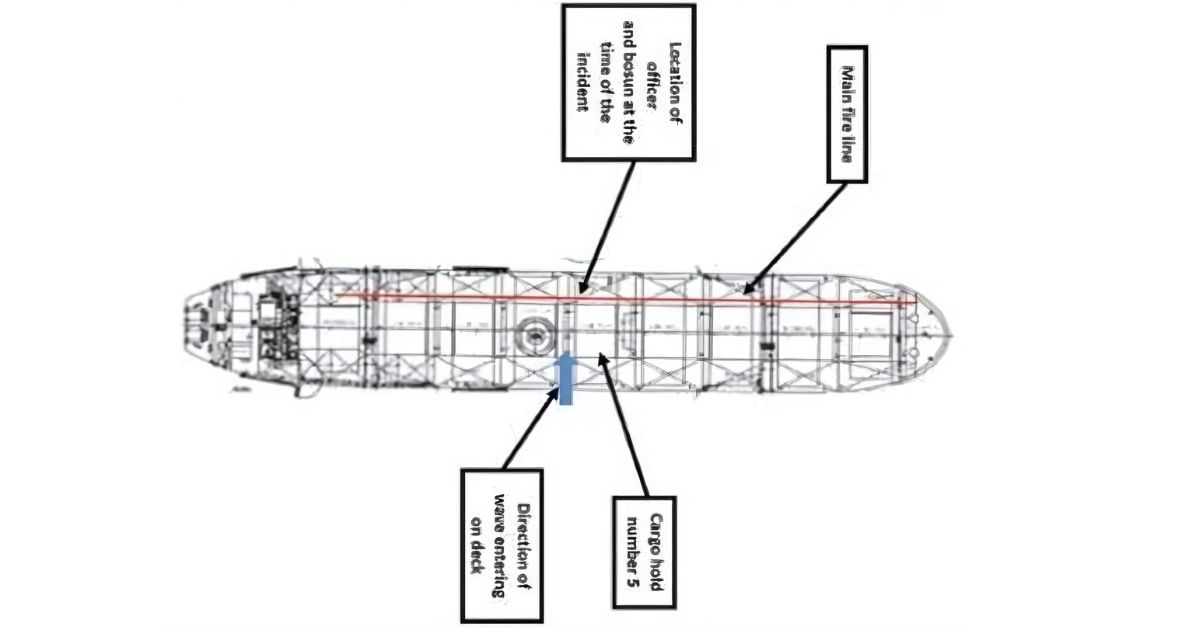 Location of
officer
and bosun at the
time of the
incident
Main fire line
Direction of
wave entering
on deck
Cargo hold
number 5